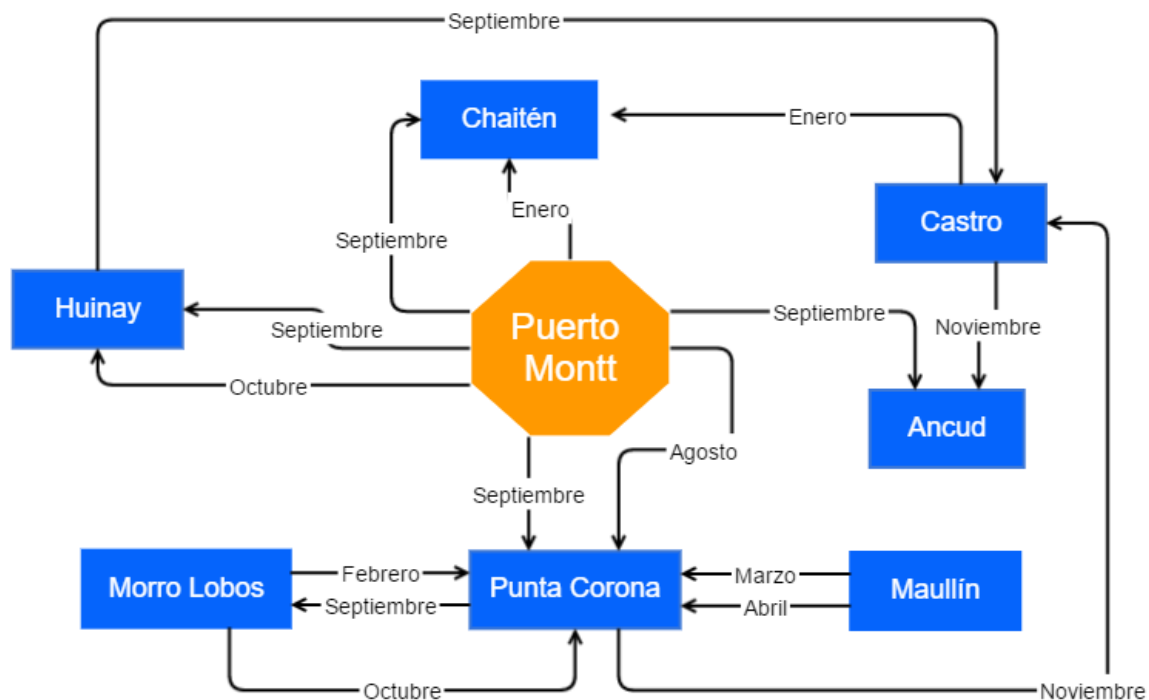 Septiembre
Chaitén
Enero
Enero
Castro
Septiembre
Huinay
Septiembre
Puerto
Montt
Septiembre
Noviembre
Octubre
Ancud
Agosto
Septiembre
Morro Lobos
Febrero
Septiembre
Punta Corona
Marzo
Abril
Maullín
Octubre
Noviembre